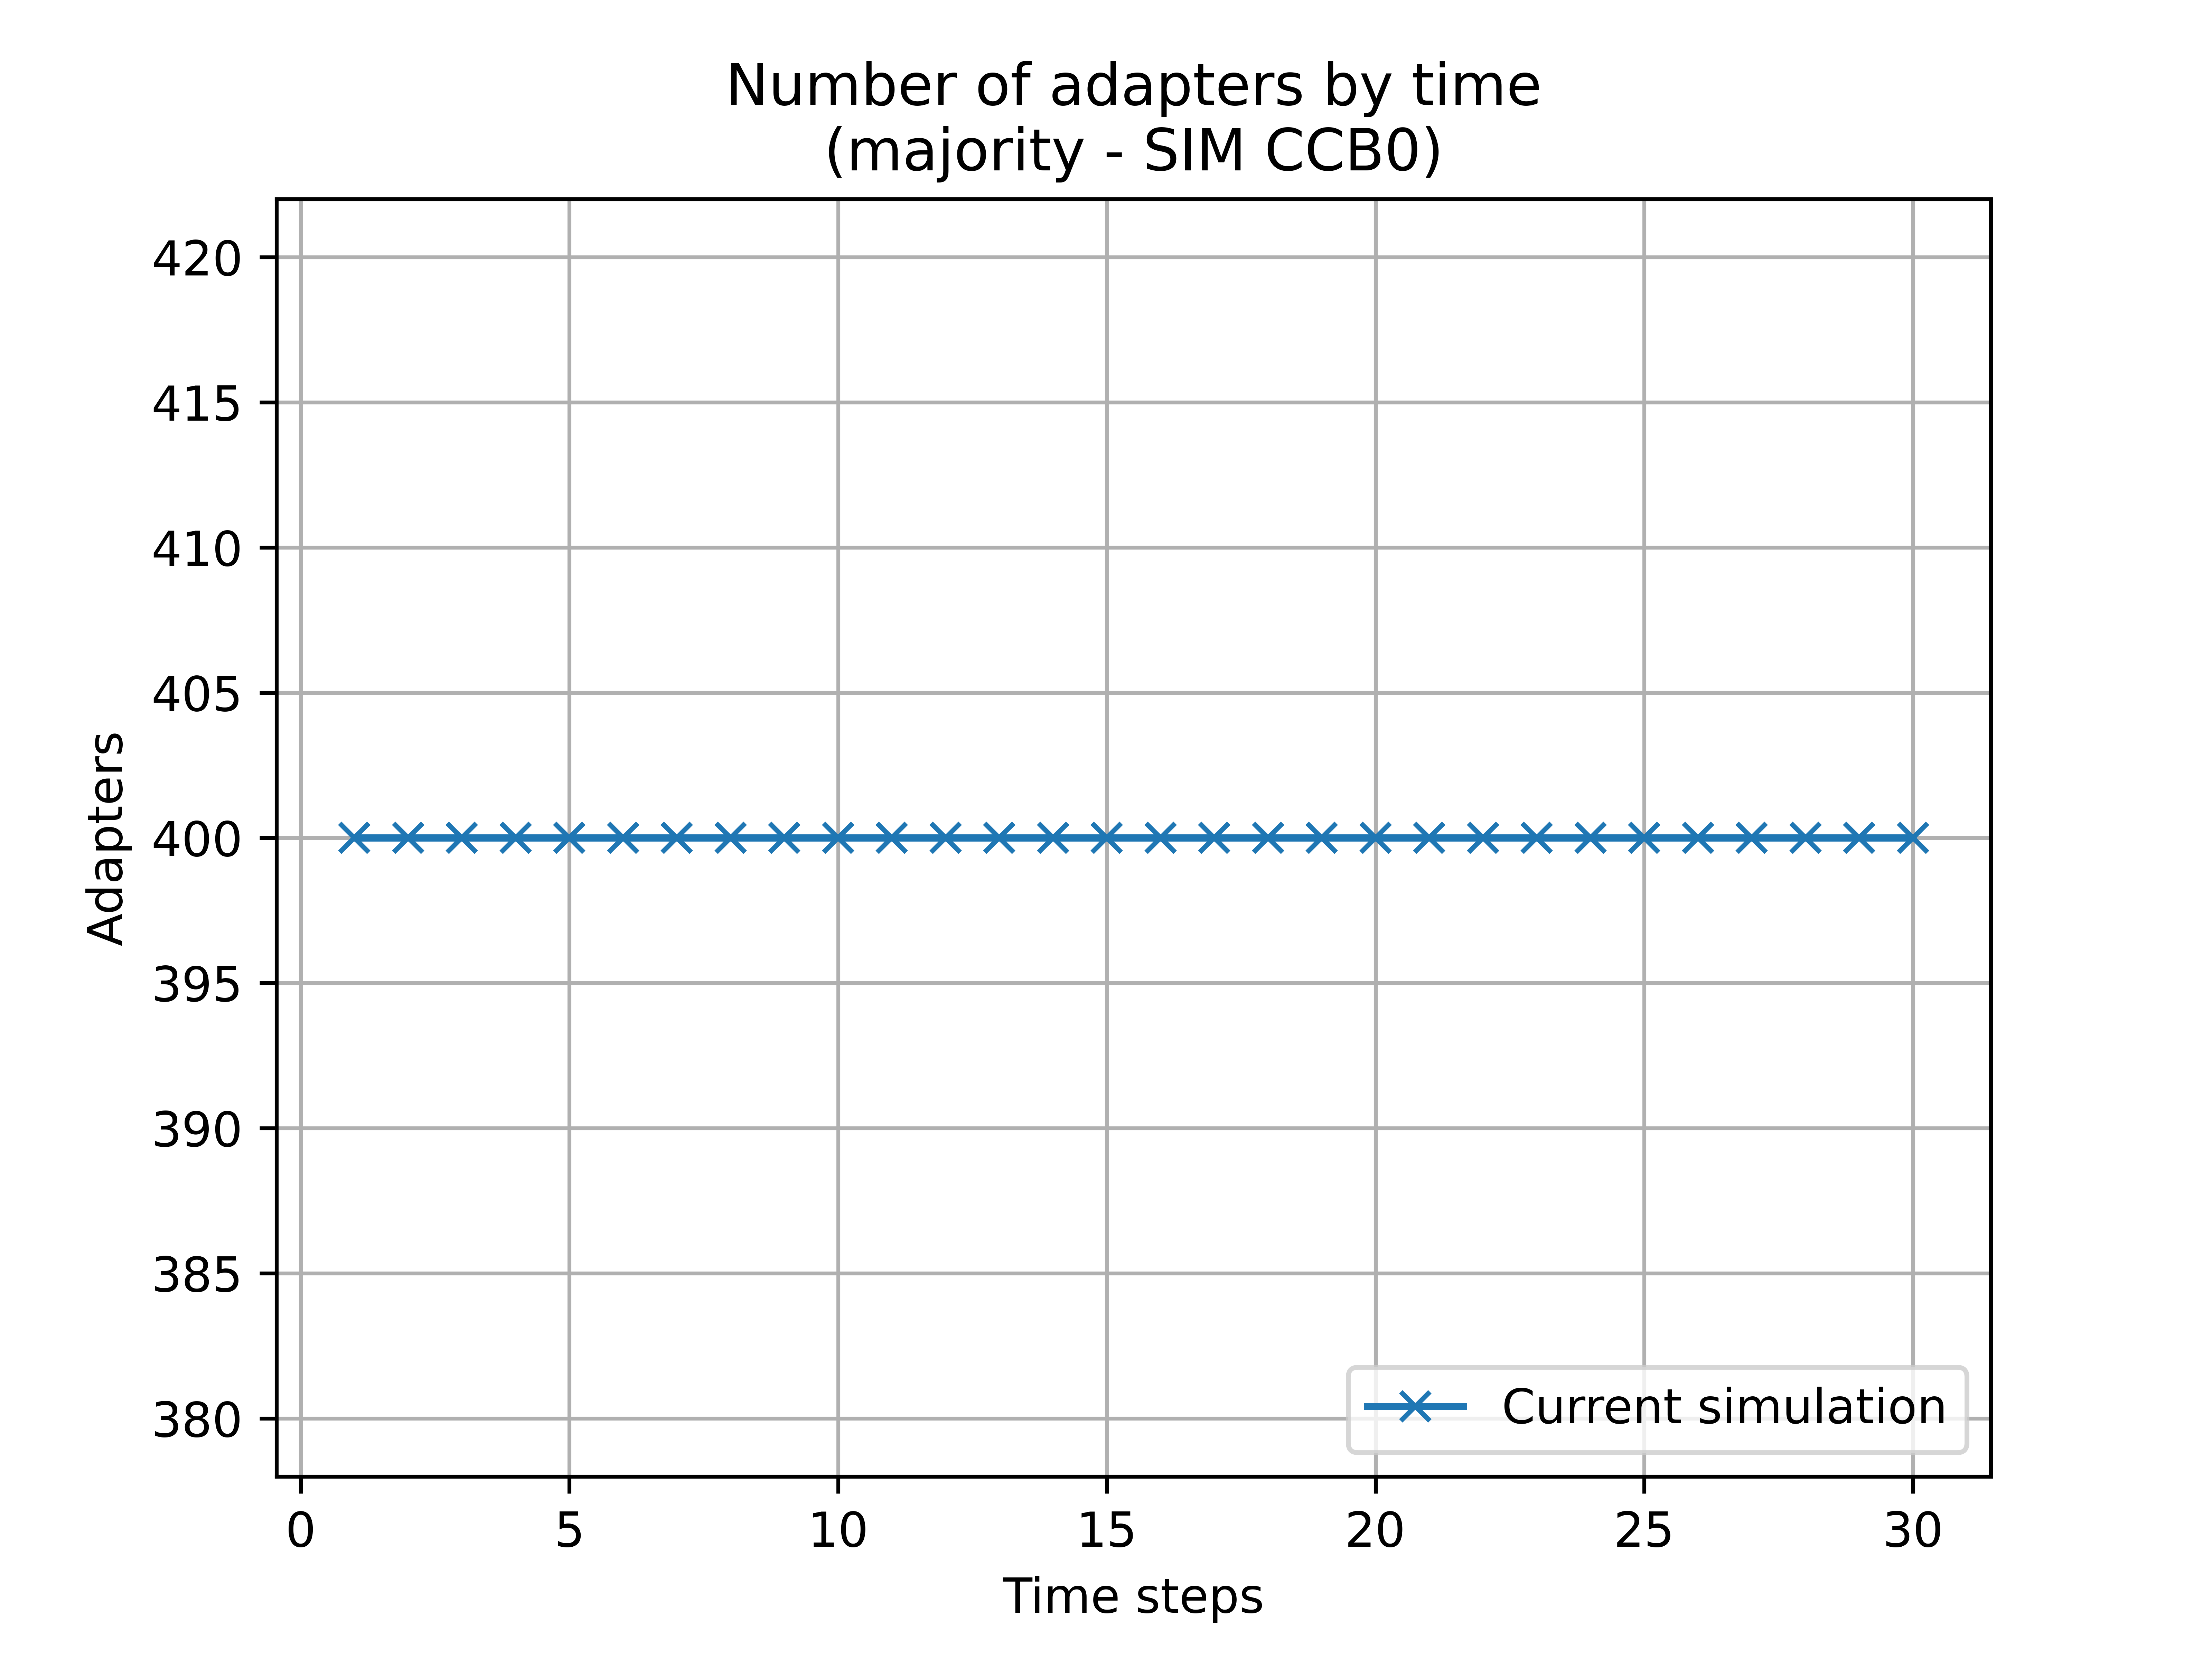 Number of adapters by time
(majority - SIM CCB0)
420
415
410
405
400
395
390
385
380
Adapters
Current simulation
0 5 10 15 20 25 30
Time steps